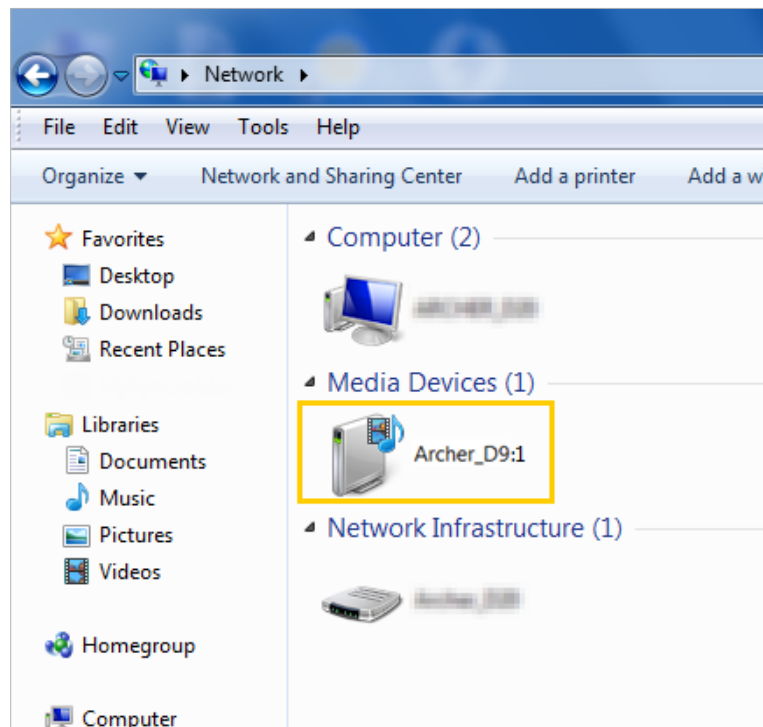 Network
File Edit View Tools Help
Organize Network and Sharing Center Add a printer Add a w
Favorites
Desktop
Downloads
Recent Places
Libraries
Documents
Music
Pictures
Videos
Homegroup
Computer
Computer (2)
Media Devices (1)
Archer_D9:1
Network Infrastructure (1)